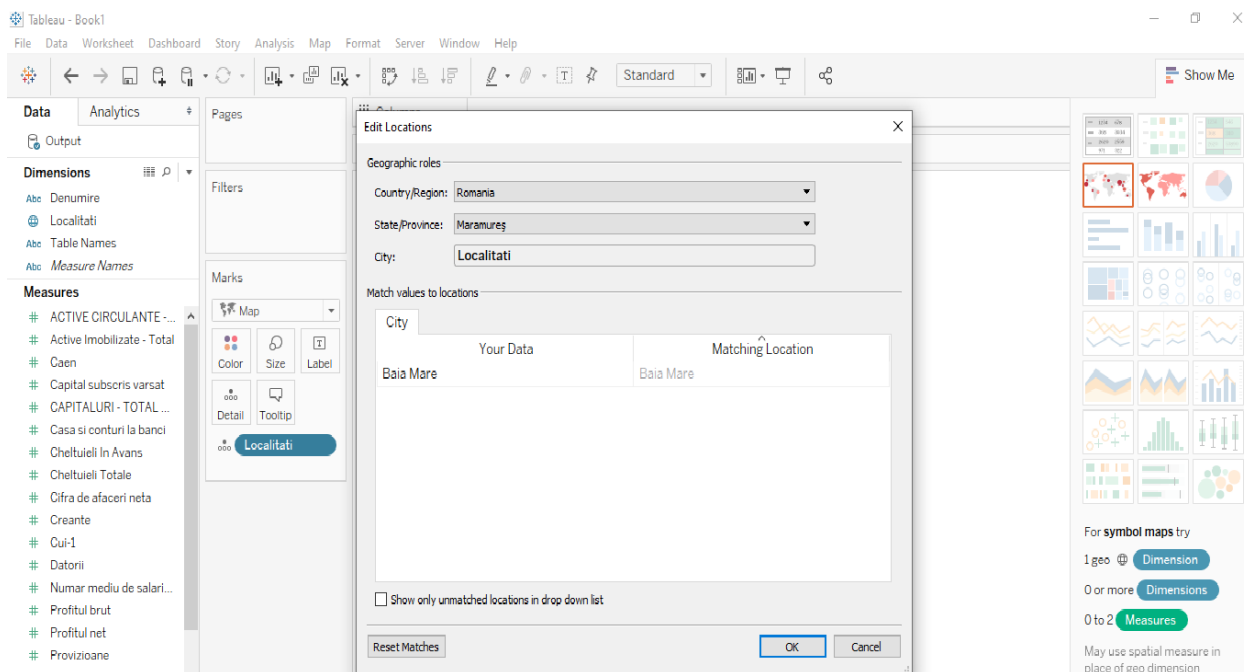 Tableau - Book1
File Data Worksheet Dashboard Story Analysis Map Format Server Window Help
Standard
Show Me
Data Analytics
Output
Dimensions
Abc Denumire
Localitati
Abc Table Names
Abc Measure Names
Measures
# ACTIVE CIRCULANTE -...
# Active Imobilizate - Total
# Caen
# Capital subscris varsat
# CAPITALURI - TOTAL ...
# Casa si conturi la banci
# Cheltuieli In Avans
# Cheltuieli Totale
# Cifra de afaceri neta
# Creante
# Cui-1
# Datorii
# Numar mediu de salari...
# Profitul brut
# Profitul net
# Provizioane
Pages
Filters
Marks
Map
Color Size Label
Detail Tooltip
Localitati
Edit Locations
Geographic roles
Country/Region: Romania
State/Province: Maramureş
City: Localitati
Match values to locations
City
Your Data Matching Location
Baia Mare Baia Mare
Show only unmatched locations in drop down list
Reset Matches OK Cancel
For symbol maps try
1 geo Dimension
0 or more Dimensions
0 to 2 Measures
May use spatial measure in
place of geo dimension